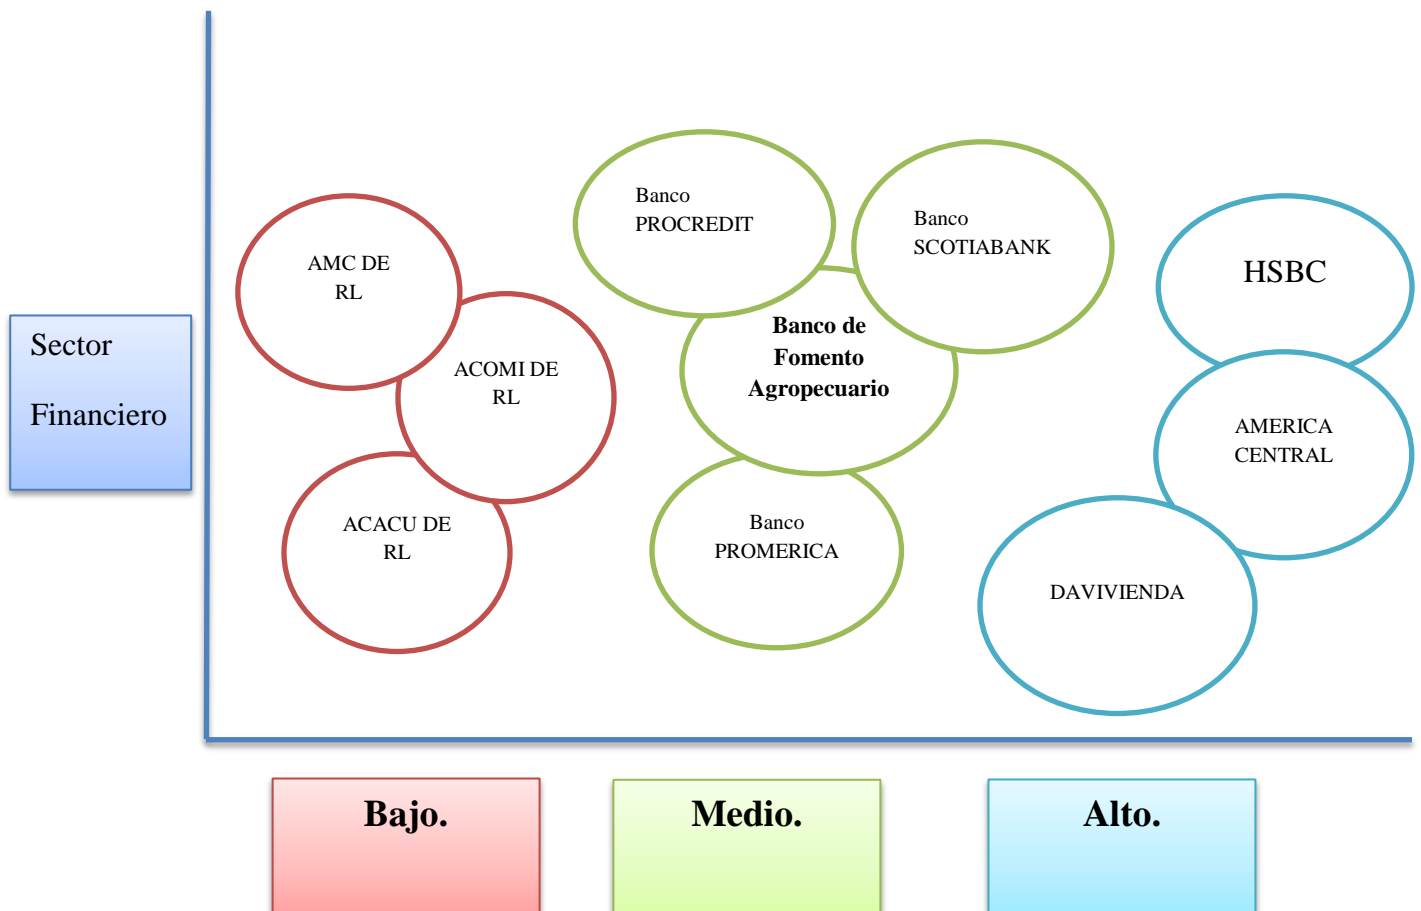 Banco
PROCREDIT
Banco
SCOTIABANK
AMC DE
RL
HSBC
Sector
Financiero
ACOMI DE
RL
Banco de
Fomento
Agropecuario
AMERICA
CENTRAL
ACACU DE
RL
Banco
PROMERICA
DAVIVIENDA
Bajo.
Medio.
Alto.